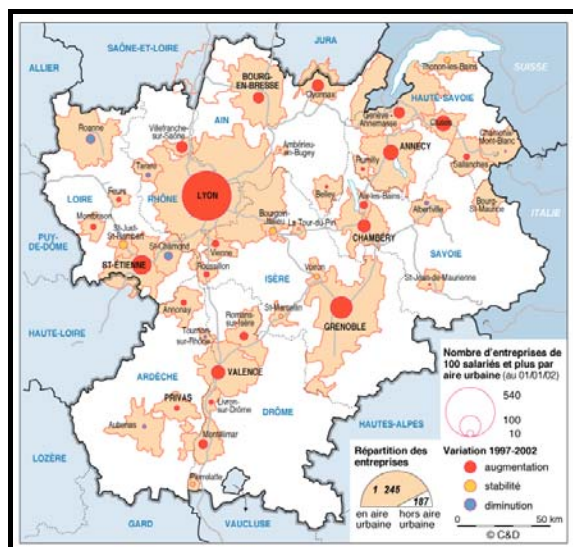 SAÔNE-ET-LOIRE
JURA
SUISSE
ALLIER
BOURG-
EN-BRESSE
Oyonnax
Thonon-les-Bains
HAUTE-SAVOIE
AIN
Genève-
Annemasse
Cluses
Roanne
Villefranche-
sur-Saône
Chamonix-
Mont-Blanc
Ambérieu-
en-Bugey
ANNECY
Sallanches
Tarare
Rumilly
LOIRE
RHÔNE
LYON
Feurs
Belley
Aix-les-Bains
Albertville
Bourg-
St-Maurice
ITALIE
Montbrison
Bourgoin-
Jallieu
La Tour-du-Pin
PUY-
DE-DÔME
St-Just-
St-Rambert
St-Chamond
Vienne
CHAMBÉRY
SAVOIE
ST-ÉTIENNE
Roussillon
ISÈRE
Voiron
St-Jean-de-Maurienne
HAUTE-LOIRE
Annonay
St-Marcellin
Romans-
sur-Isère
GRENOBLE
Tournon-
sur-Rhône
ARDÈCHE
VALENCE
PRIVAS
Livron-
sur-Drôme
DRÔME
Aubenas
Montélimar
HAUTES-ALPES
LOZÈRE
Pierrelatte
GARD
VAUCLUSE
Nombre d'entreprises de
100 salariés et plus par
aire urbaine (au 01/01/02)
540
100
10
Répartition des
entreprises
1 245
187
en aire
urbaine
hors aire
urbaine
Variation 1997-2002
augmentation
stabilité
diminution
0
50 km
© C&D